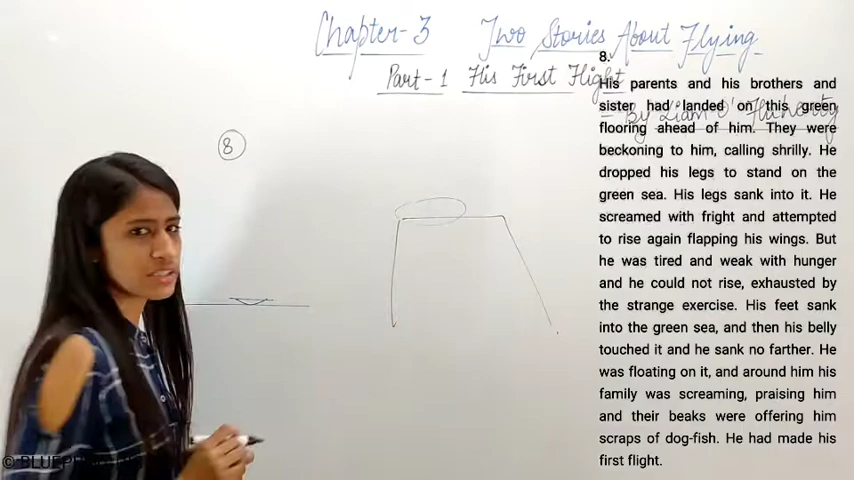 Chapter-3 Two Stories About Flying
Part-1 His First Flight
- By Liam O' Flaherty
8
8.
His parents and his brothers and
sister had landed on this green
flooring ahead of him. They were
beckoning to him, calling shrilly. He
dropped his legs to stand on the
green sea. His legs sank into it. He
screamed with fright and attempted
to rise again flapping his wings. But
he was tired and weak with hunger
and he could not rise, exhausted by
the strange exercise. His feet sank
into the green sea, and then his belly
touched it and he sank no farther. He
was floating on it, and around him his
family was screaming, praising him
and their beaks were offering him
scraps of dog-fish. He had made his
first flight.